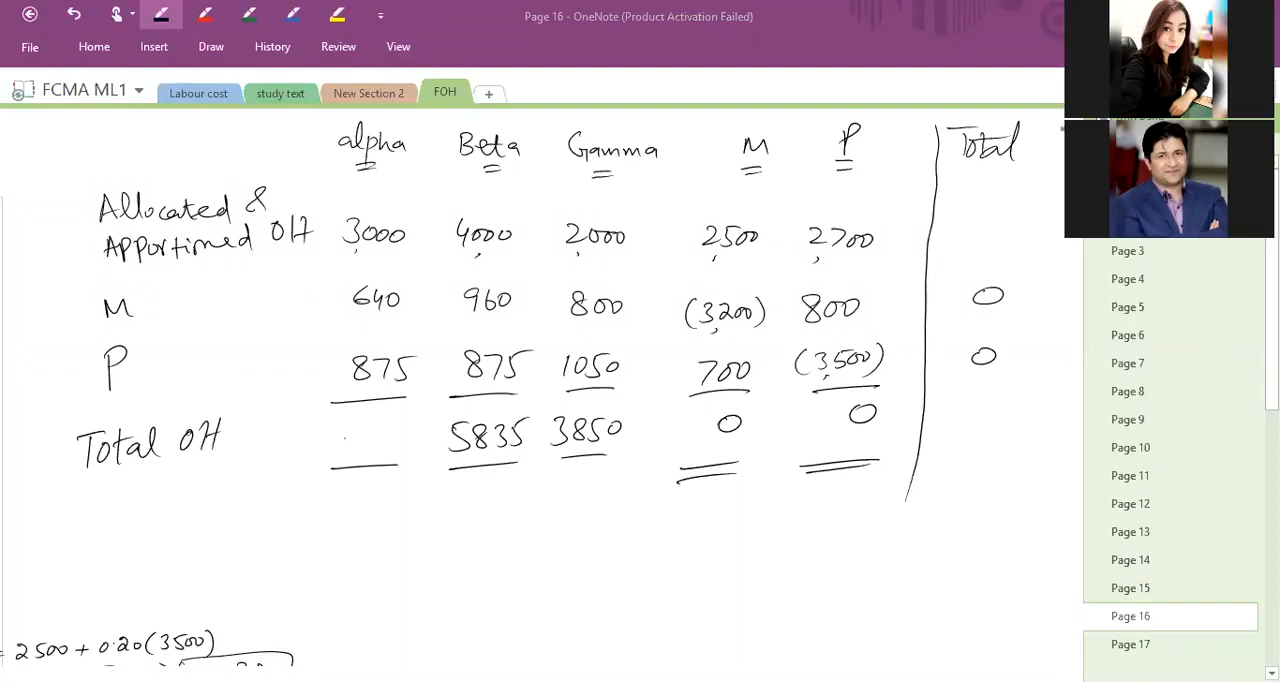 Page 16 - OneNote (Product Activation Failed)
File Home Insert Draw History Review View
FCMA ML1 Labour cost study text New Section 2 FOH +
alpha Beta Gamma M P Total
Allocated &
Apportioned OH 3000 4000 2000 2500 2700
M 640 960 800 (3,200) 800 0
P 875 875 1050 700 (3,500) 0
Total OH 5835 3850 0 0
= 2500 + 0.20 (3500)
Page 3
Page 4
Page 5
Page 6
Page 7
Page 8
Page 9
Page 10
Page 11
Page 12
Page 13
Page 14
Page 15
Page 16
Page 17